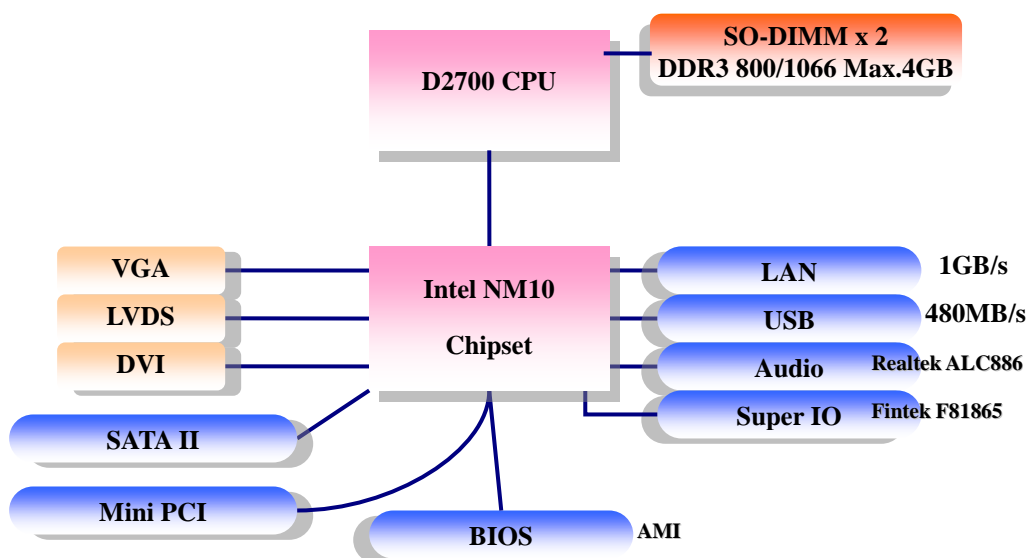 SO-DIMM x 2
DDR3 800/1066 Max.4GB
D2700 CPU
VGA
LVDS
DVI
SATA II
Mini PCI
Intel NM10
Chipset
LAN
1GB/s
USB
480MB/s
Audio
Realtek ALC886
Super IO
Fintek F81865
BIOS
AMI